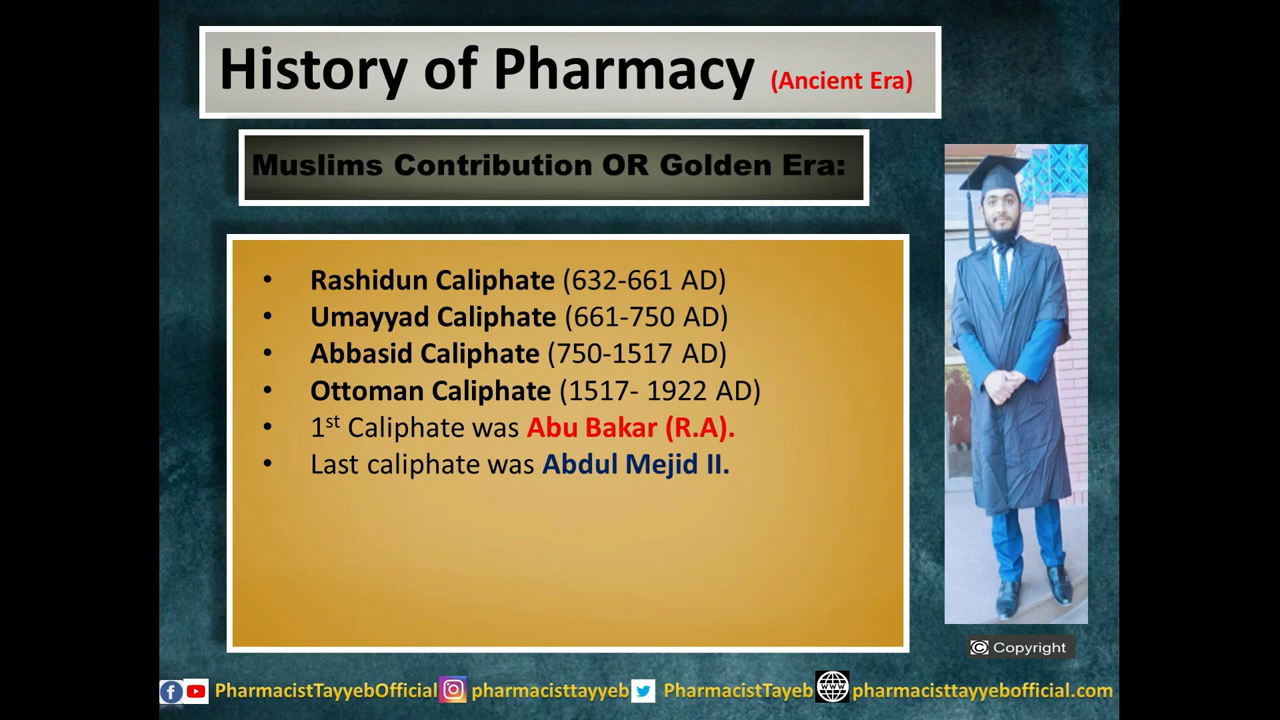 History of Pharmacy (Ancient Era)
Muslims Contribution OR Golden Era:
• Rashidun Caliphate (632-661 AD)
• Umayyad Caliphate (661-750 AD)
• Abbasid Caliphate (750-1517 AD)
• Ottoman Caliphate (1517- 1922 AD)
• 1st Caliphate was Abu Bakar (R.A).
• Last caliphate was Abdul Mejid II.
© Copyright
PharmacistTayyebOfficial pharmacisttayyeb PharmacistTayeb pharmacisttayyebofficial.com